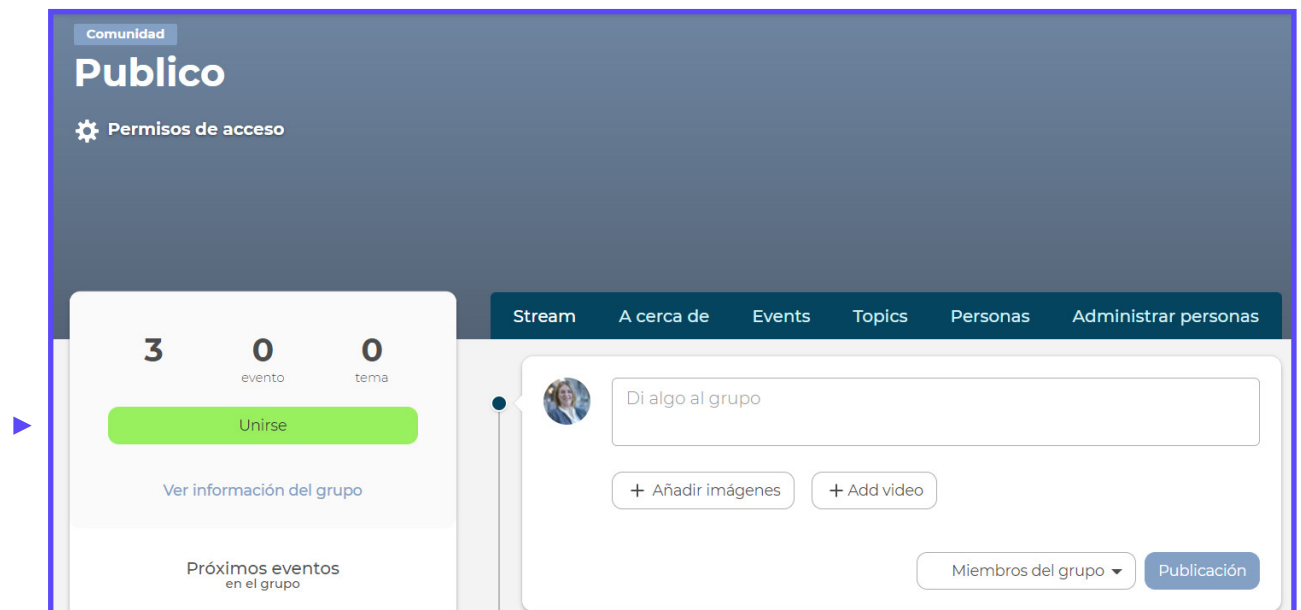 Comunidad
Publico
Permisos de acceso
Stream A cerca de Events Topics Personas Administrar personas
3 0 0
evento tema
Unirse
Ver información del grupo
Próximos eventos
en el grupo
Di algo al grupo
+ Añadir imágenes + Add video
Miembros del grupo Publicación